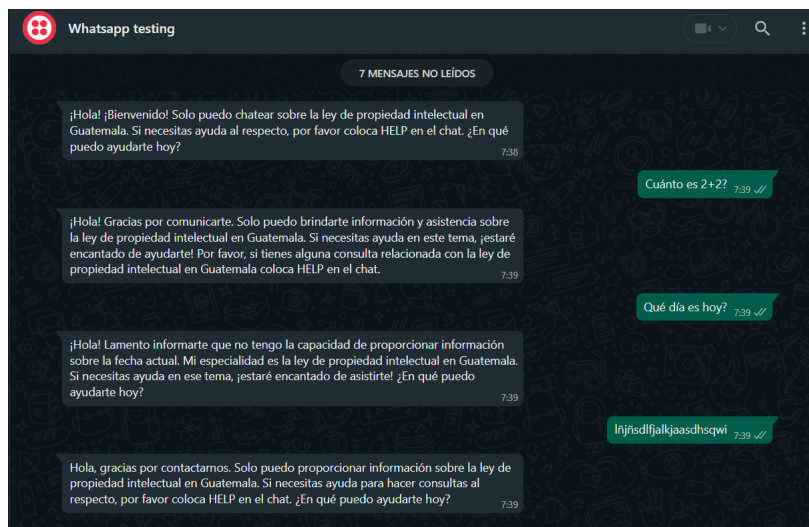 Whatsapp testing
7 MENSAJES NO LEÍDOS
¡Hola! ¡Bienvenido! Solo puedo chatear sobre la ley de propiedad intelectual en
Guatemala. Si necesitas ayuda al respecto, por favor coloca HELP en el chat. ¿En qué
puedo ayudarte hoy?
7:38
Cuánto es 2+2? 7:39
¡Hola! Gracias por comunicarte. Solo puedo brindarte información y asistencia sobre
la ley de propiedad intelectual en Guatemala. Si necesitas ayuda en este tema, ¡estaré
encantado de ayudarte! Por favor, si tienes alguna consulta relacionada con la ley de
propiedad intelectual en Guatemala coloca HELP en el chat.
7:39
Qué día es hoy? 7:39
¡Hola! Lamento informarte que no tengo la capacidad de proporcionar información
sobre la fecha actual. Mi especialidad es la ley de propiedad intelectual en Guatemala.
Si necesitas ayuda en ese tema, ¡estaré encantado de asistirte! ¿En qué puedo
ayudarte hoy?
7:39
lñjñsdlfjalkjaasdhsqwi 7:39
Hola, gracias por contactarnos. Solo puedo proporcionar información sobre la ley de
propiedad intelectual en Guatemala. Si necesitas ayuda para hacer consultas al
respecto, por favor coloca HELP en el chat. ¿En qué puedo ayudarte hoy?
7:39